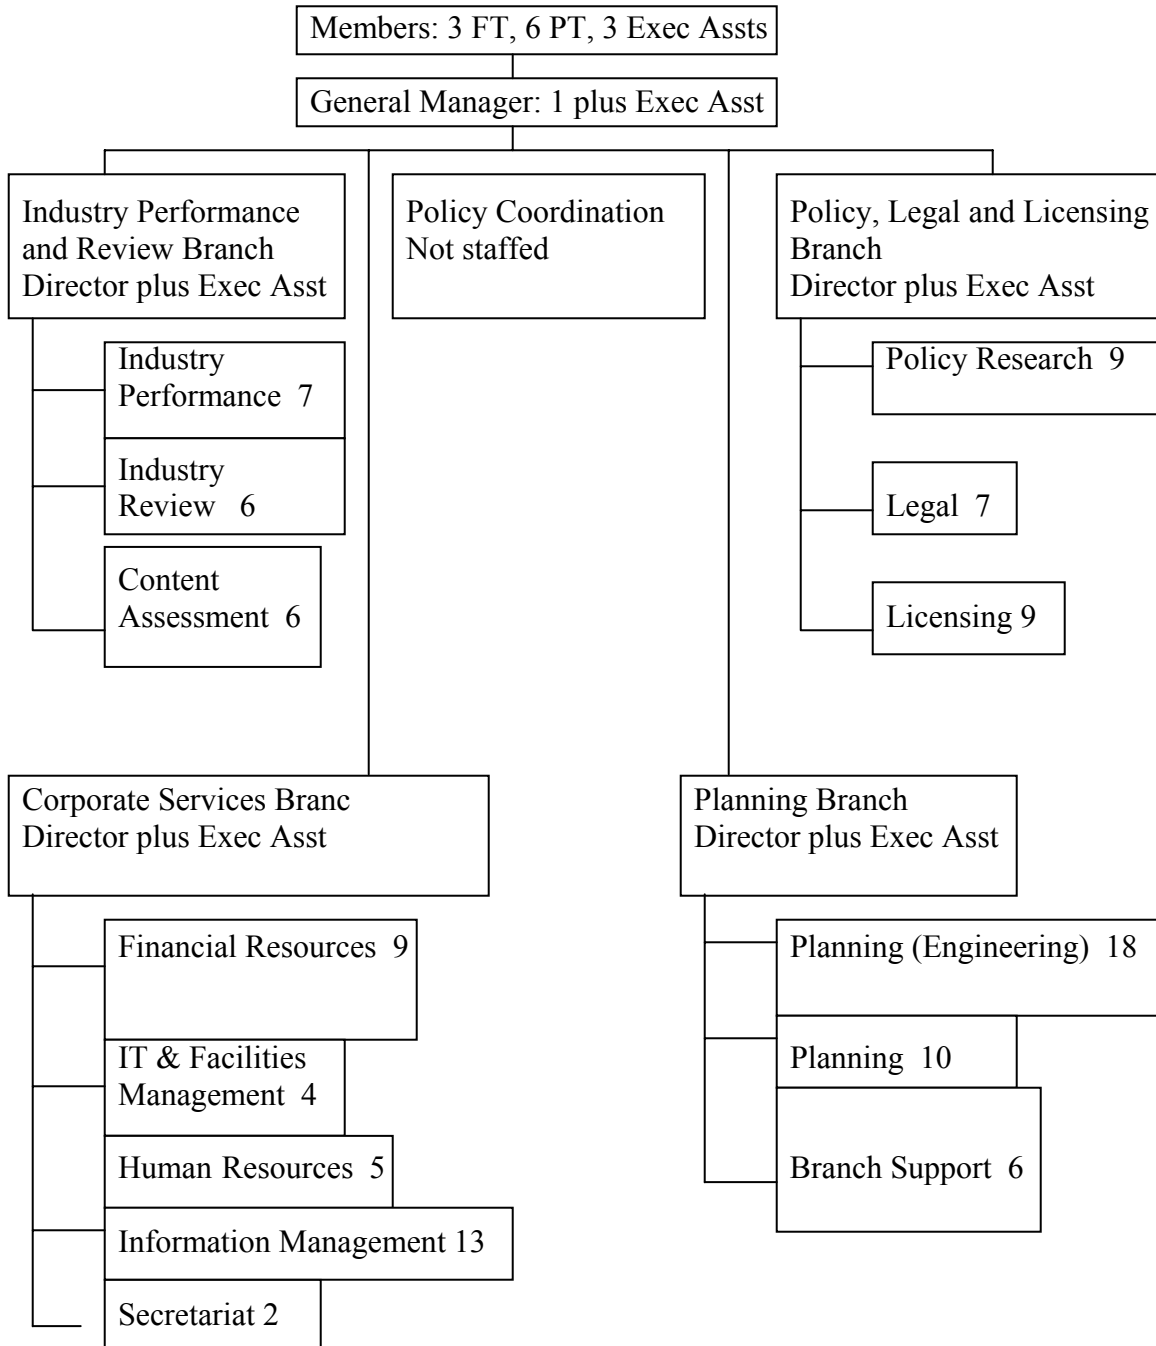 Members: 3 FT, 6 PT, 3 Exec Assts
General Manager: 1 plus Exec Asst
Industry Performance
and Review Branch
Director plus Exec Asst
Industry
Performance 7
Industry
Review 6
Content
Assessment 6
Policy Coordination
Not staffed
Policy, Legal and Licensing
Branch
Director plus Exec Asst
Policy Research 9
Legal 7
Licensing 9
Corporate Services Branc
Director plus Exec Asst
Financial Resources 9
IT & Facilities
Management 4
Human Resources 5
Information Management 13
Secretariat 2
Planning Branch
Director plus Exec Asst
Planning (Engineering) 18
Planning 10
Branch Support 6